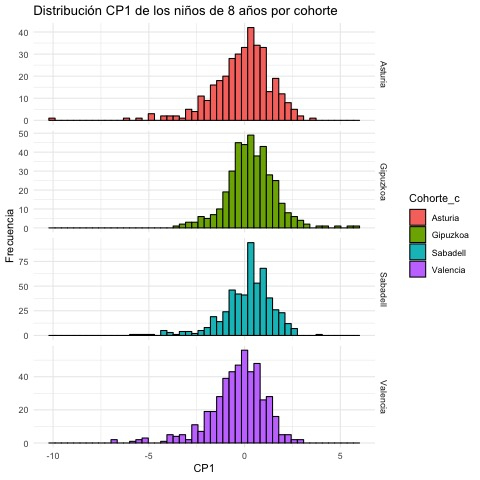 Distribución CP1 de los niños de 8 años por cohorte
40
30
20
10
0
Asturia
50
40
30
20
10
0
Gipuzkoa
75
50
25
0
Sabadell
40
20
0
Valencia
-10
-5
0
5
CP1
Frecuencia
Cohorte_c
Asturia
Gipuzkoa
Sabadell
Valencia